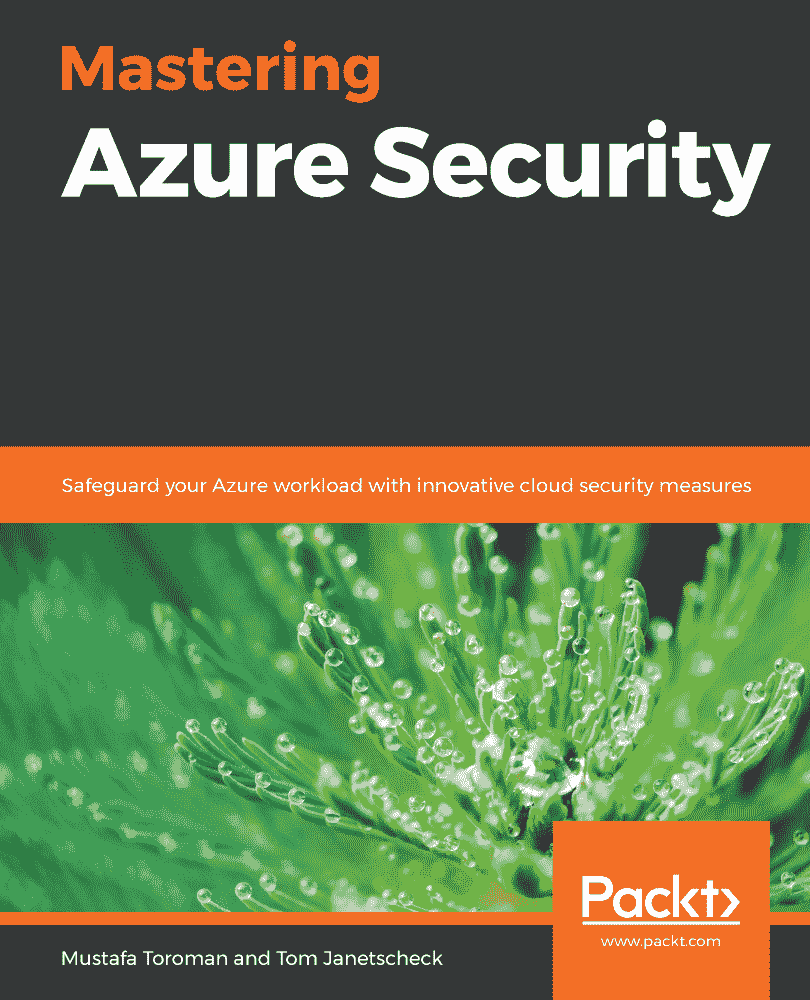 Mastering
Azure Security
Safeguard your Azure workload with innovative cloud security measures
Packt>
www.packt.com
Mustafa Toroman and Tom Janetscheck